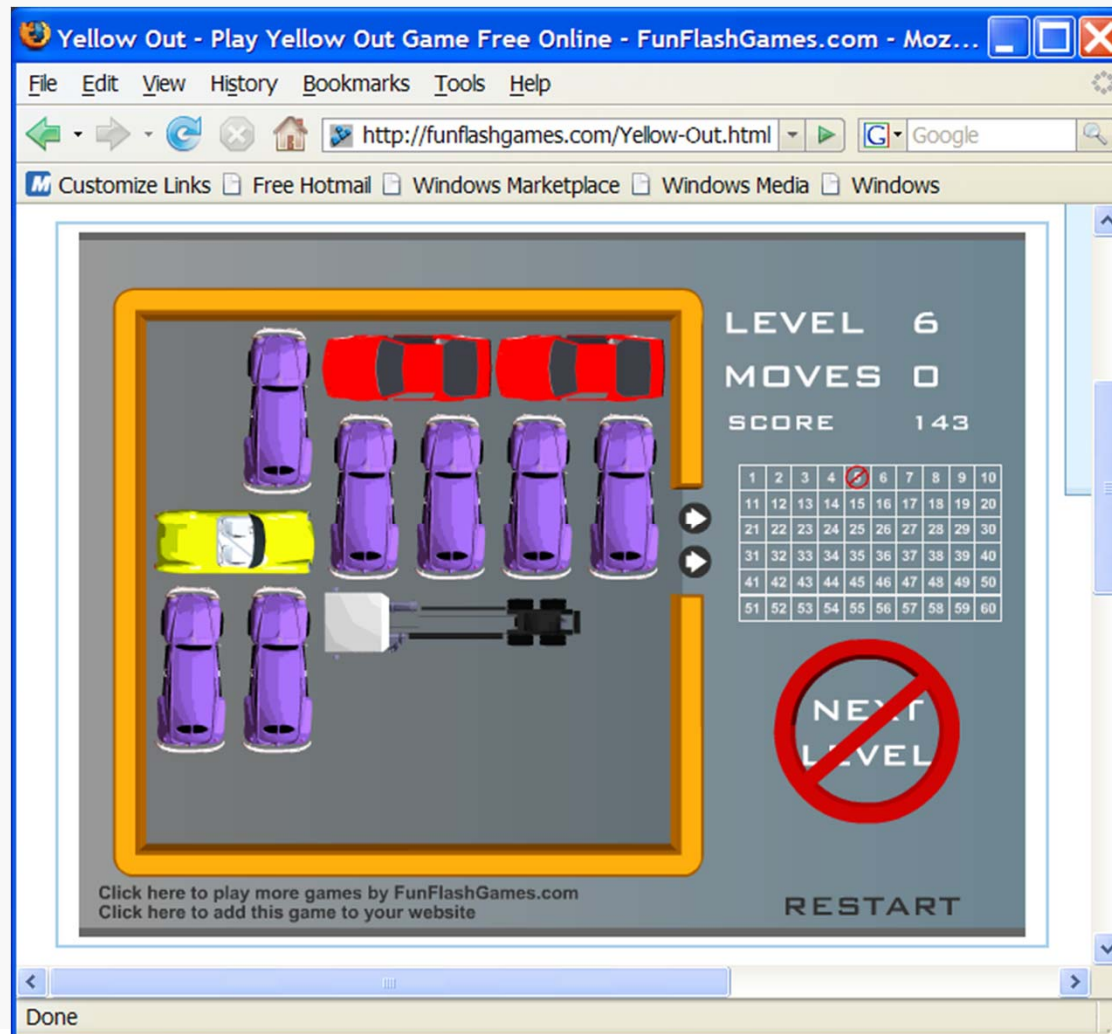 Yellow Out - Play Yellow Out Game Free Online - FunFlashGames.com - Moz...
File Edit View History Bookmarks Tools Help
http://funflashgames.com/Yellow-Out.html G Google
M Customize Links Free Hotmail Windows Marketplace Windows Media Windows
LEVEL 6
MOVES 0
SCORE 143
1 2 3 4 5 6 7 8 9 10
11 12 13 14 15 16 17 18 19 20
21 22 23 24 25 26 27 28 29 30
31 32 33 34 35 36 37 38 39 40
41 42 43 44 45 46 47 48 49 50
51 52 53 54 55 56 57 58 59 60
NEXT
LEVEL
Click here to play more games by FunFlashGames.com
Click here to add this game to your website
RESTART
Done